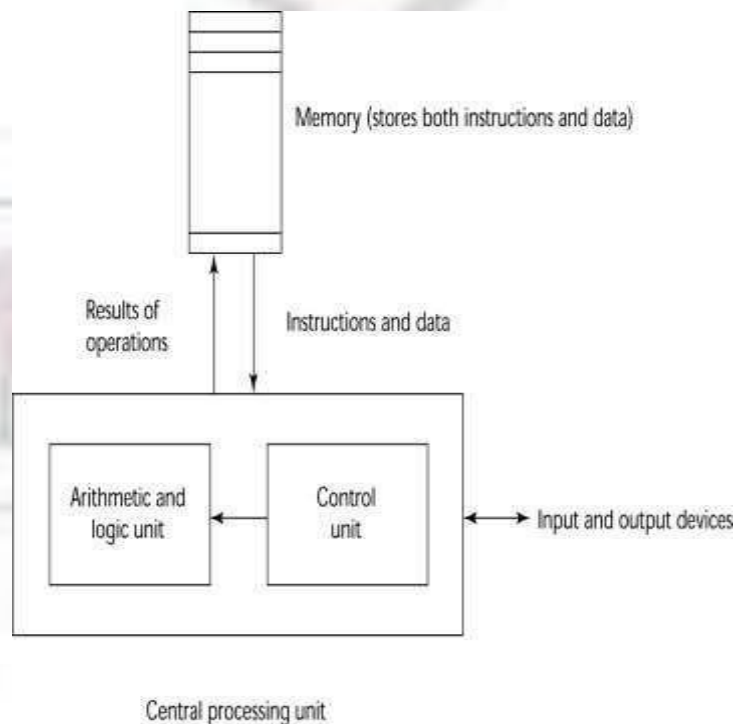 Memory (stores both instructions and data)
Results of
operations
Instructions and data
Arithmetic and
logic unit
Control
unit
Input and output devices
Central processing unit